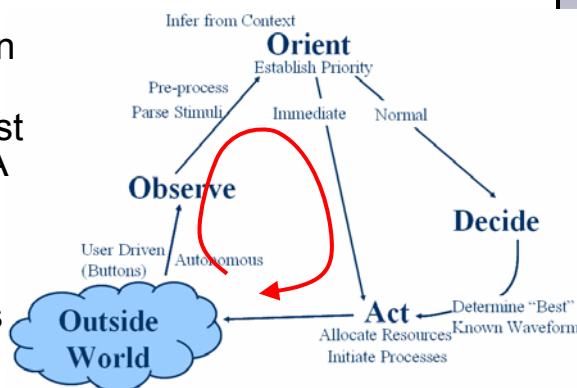 Infer from Context
Orient
Establish Priority
Pre-process
Parse Stimuli
Immediate
Normal
Observe
Decide
User Driven
(Buttons)
Autonomous
Outside
World
Act
Allocate Resources
Initiate Processes
Determine “Best”
Known Waveform